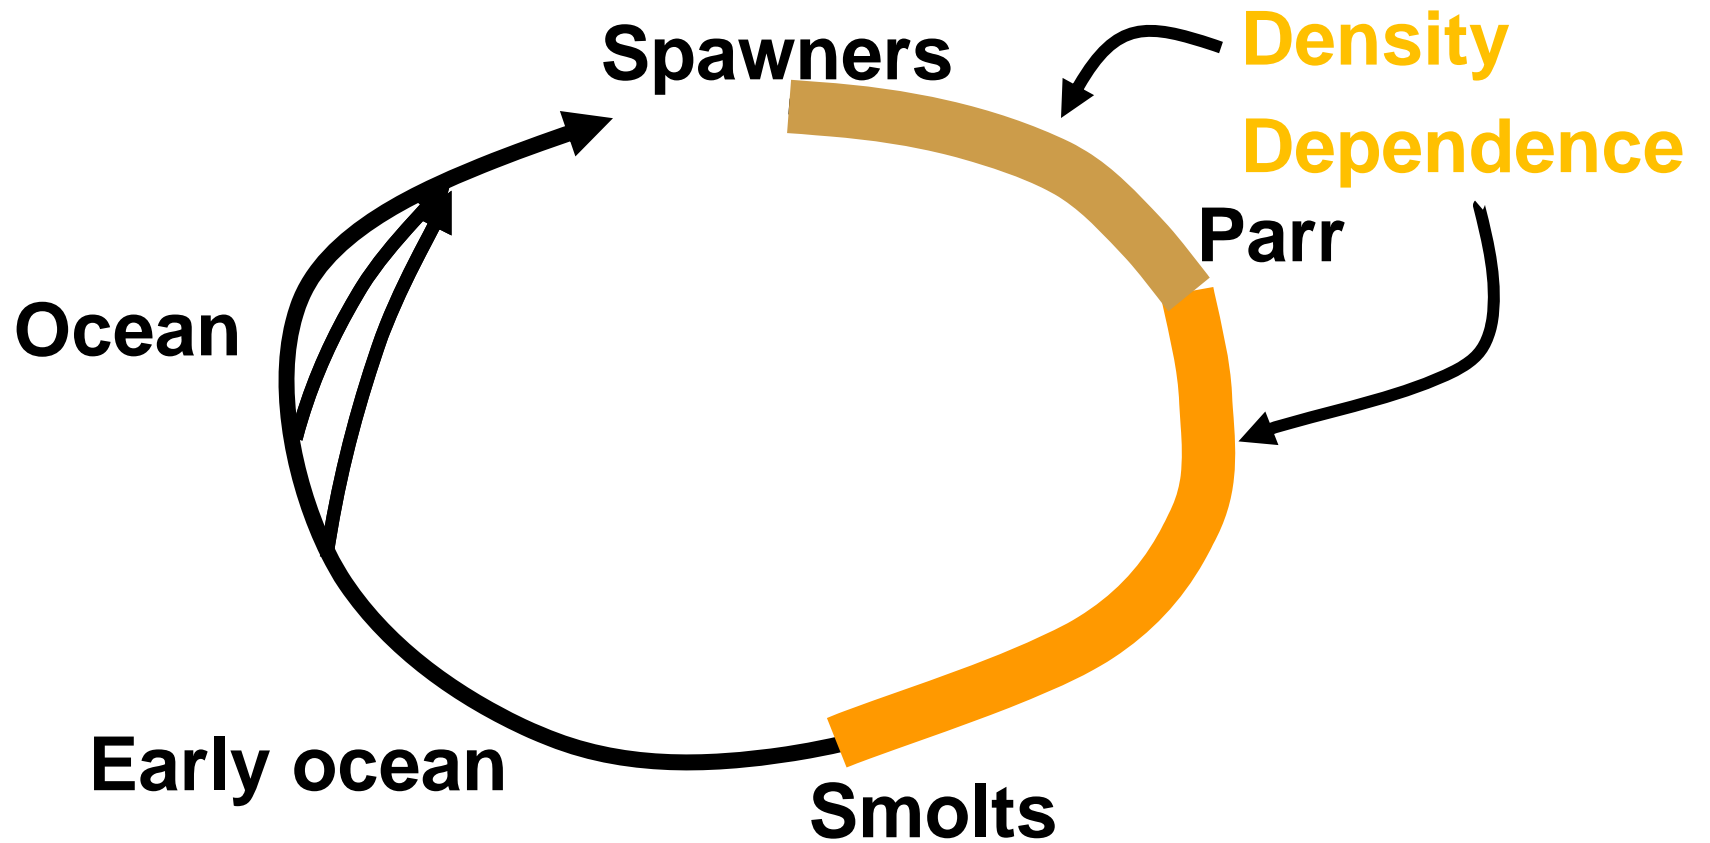 Spawners
Density
Dependence
Parr
Ocean
Early ocean
Smolts